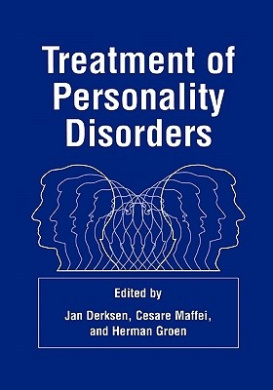 Treatment of
Personality
Disorders
Edited by
Jan Derksen, Cesare Maffei,
and Herman Groen